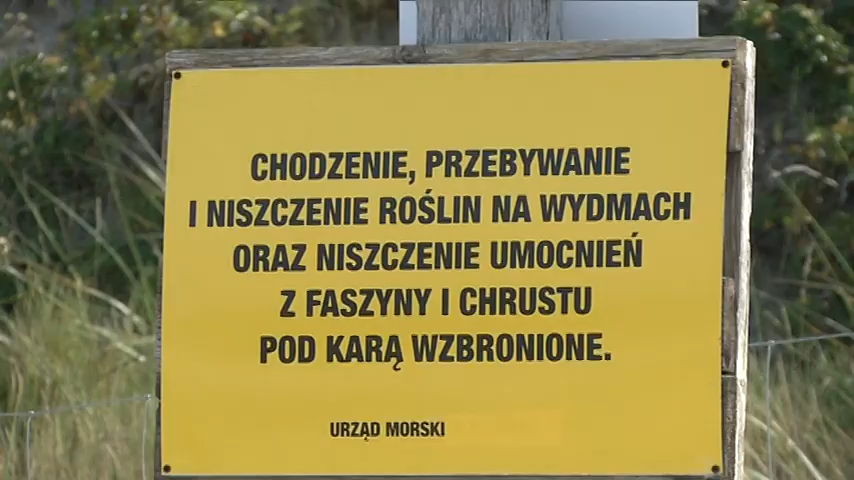 CHODZENIE, PRZEBYWANIE
I NISZCZENIE ROŚLIN NA WYDMACH
ORAZ NISZCZENIE UMOCNIEŃ
Z FASZYNY I CHRUSTU
POD KARĄ WZBRONIONE.
URZĄD MORSKI